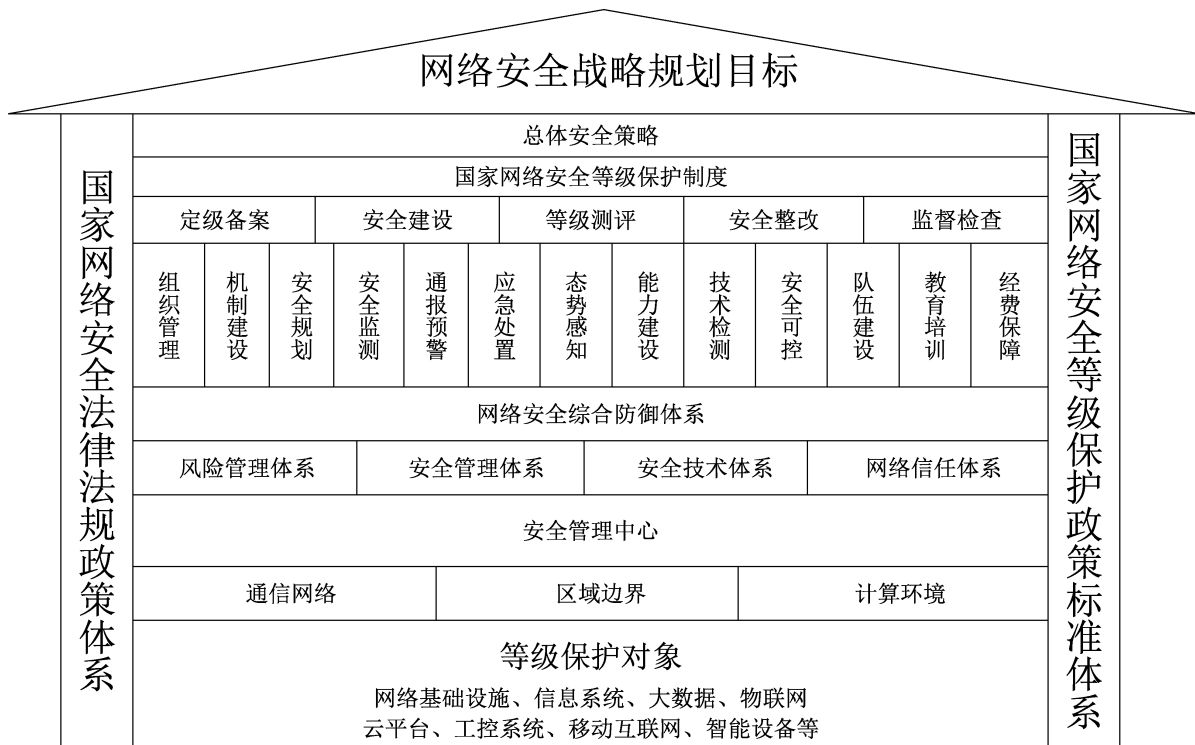 网络安全战略规划目标
国家网络安全法律法规政策体系
总体安全策略
国家网络安全等级保护制度
定级备案
安全建设
等级测评
安全整改
监督检查
组织管理
机制建设
安全规划
安全监测
通报预警
应急处置
态势感知
能力建设
技术检测
安全可控
队伍建设
教育培训
经费保障
网络安全综合防御体系
风险管理体系
安全管理体系
安全技术体系
网络信任体系
安全管理中心
通信网络
区域边界
计算环境
等级保护对象
网络基础设施、信息系统、大数据、物联网
云平台、工控系统、移动互联网、智能设备等
国家网络安全等级保护政策标准体系